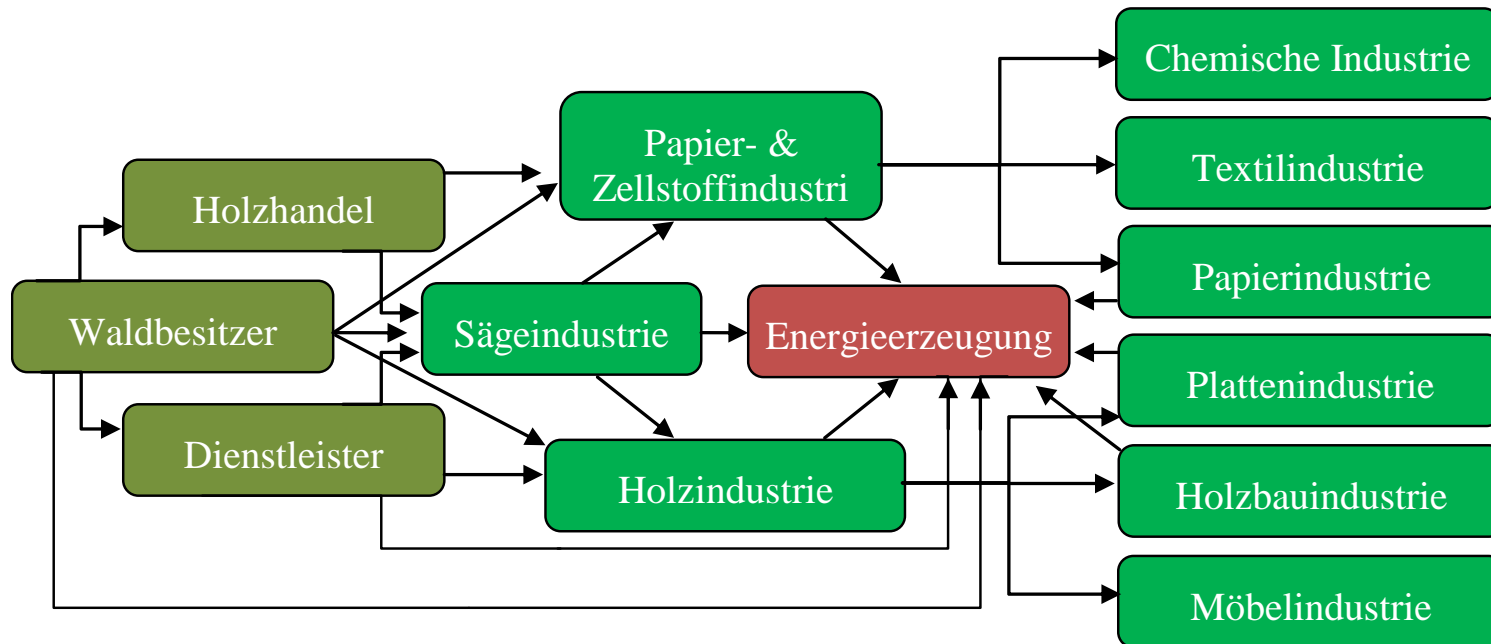 Chemische Industrie
Papier- &
Zellstoffindustri
Textilindustrie
Holzhandel
Papierindustrie
Waldbesitzer
Sägeindustrie
Energieerzeugung
Plattenindustrie
Dienstleister
Holzindustrie
Holzbauindustrie
Möbelindustrie